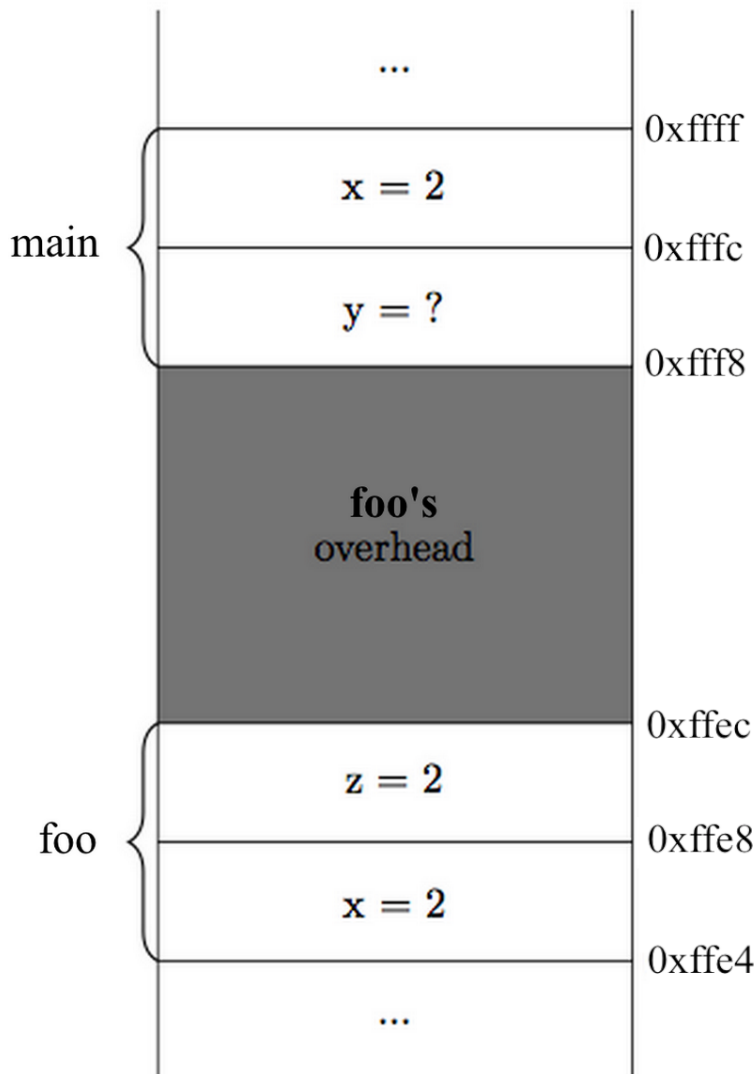 ...
0xffff
x = 2
main
0xfffc
y = ?
0xfff8
foo's
overhead
0xffec
z = 2
foo
0xffe8
x = 2
0xffe4
...